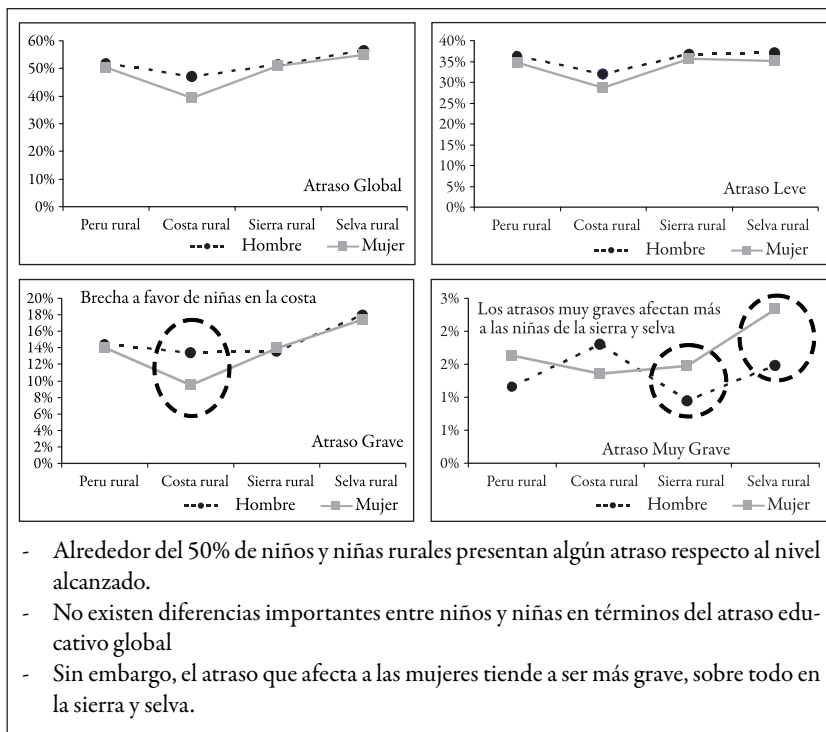 60%
50%
40%
30%
20%
10%
0%
Atraso Global
Peru rural Costa rural Sierra rural Selva rural
Hombre Mujer
40%
35%
30%
25%
20%
15%
10%
5%
0%
Atraso Leve
Peru rural Costa rural Sierra rural Selva rural
Hombre Mujer
Brecha a favor de niñas en la costa
20%
18%
16%
14%
12%
10%
8%
6%
4%
2%
0%
Atraso Grave
Peru rural Costa rural Sierra rural Selva rural
Hombre Mujer
Los atrasos muy graves afectan más
a las niñas de la sierra y selva
3%
2%
2%
1%
1%
0%
Atraso Muy Grave
Peru rural Costa rural Sierra rural Selva rural
Hombre Mujer
- Alrededor del 50% de niños y niñas rurales presentan algún atraso respecto al nivel
alcanzado.
- No existen diferencias importantes entre niños y niñas en términos del atraso edu-
cativo global
- Sin embargo, el atraso que afecta a las mujeres tiende a ser más grave, sobre todo en
la sierra y selva.